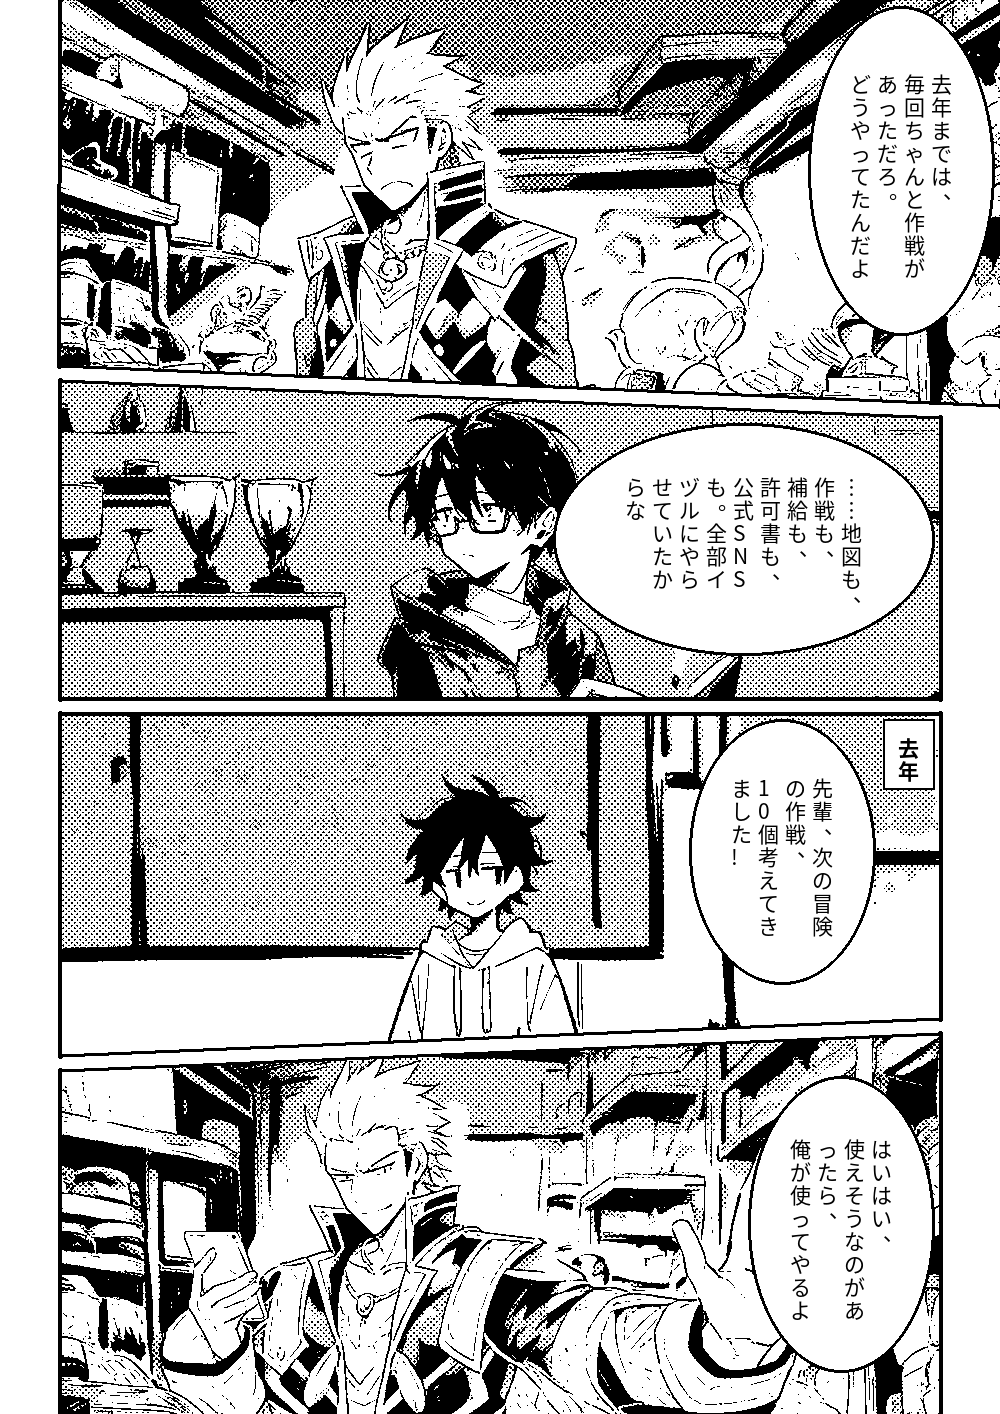 去年までは、
毎回ちゃんと作戦が
あっただろ。
どうやってたんだよ
……地図も、
作戦も、
補給も、
許可書も、
公式SNS
も。全部イ
ヅルにやら
せていたか
らな
去年
先輩、次の冒険
の作戦、
10個考えてき
ました!
はいはい、
使えそうなのがあ
ったら、
俺が使ってやるよ